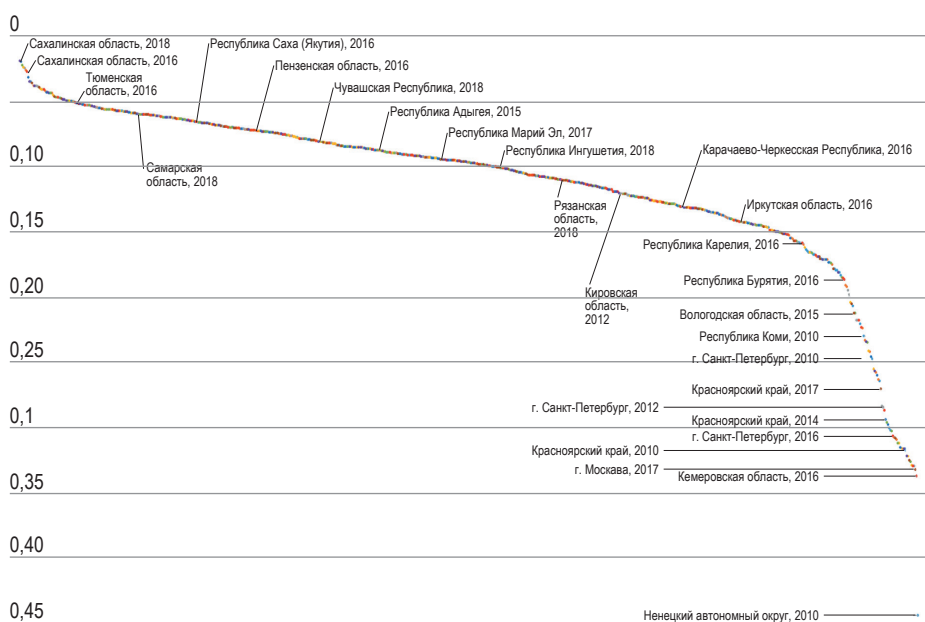 0
Сахалинская область, 2018
Республика Саха (Якутия), 2016
Сахалинская область, 2016
Пензенская область, 2016
Тюменская
область, 2016
Чувашская Республика, 2018
Республика Адыгея, 2015
Республика Марий Эл, 2017
Республика Ингушетия, 2018
Карачаево-Черкесская Республика, 2016
0,10
Самарская
область, 2018
Рязанская
область,
2018
Иркутская область, 2016
0,15
Республика Карелия, 2016
Республика Бурятия, 2016
0,20
Кировская
область,
2012
Вологодская область, 2015
Республика Коми, 2010
0,25
г. Санкт-Петербург, 2010
Красноярский край, 2017
г. Санкт-Петербург, 2012
0,1
Красноярский край, 2014
г. Санкт-Петербург, 2016
Красноярский край, 2010
г. Москава, 2017
Кемеровская область, 2016
0,35
0,40
0,45
Ненецкий автономный округ, 2010